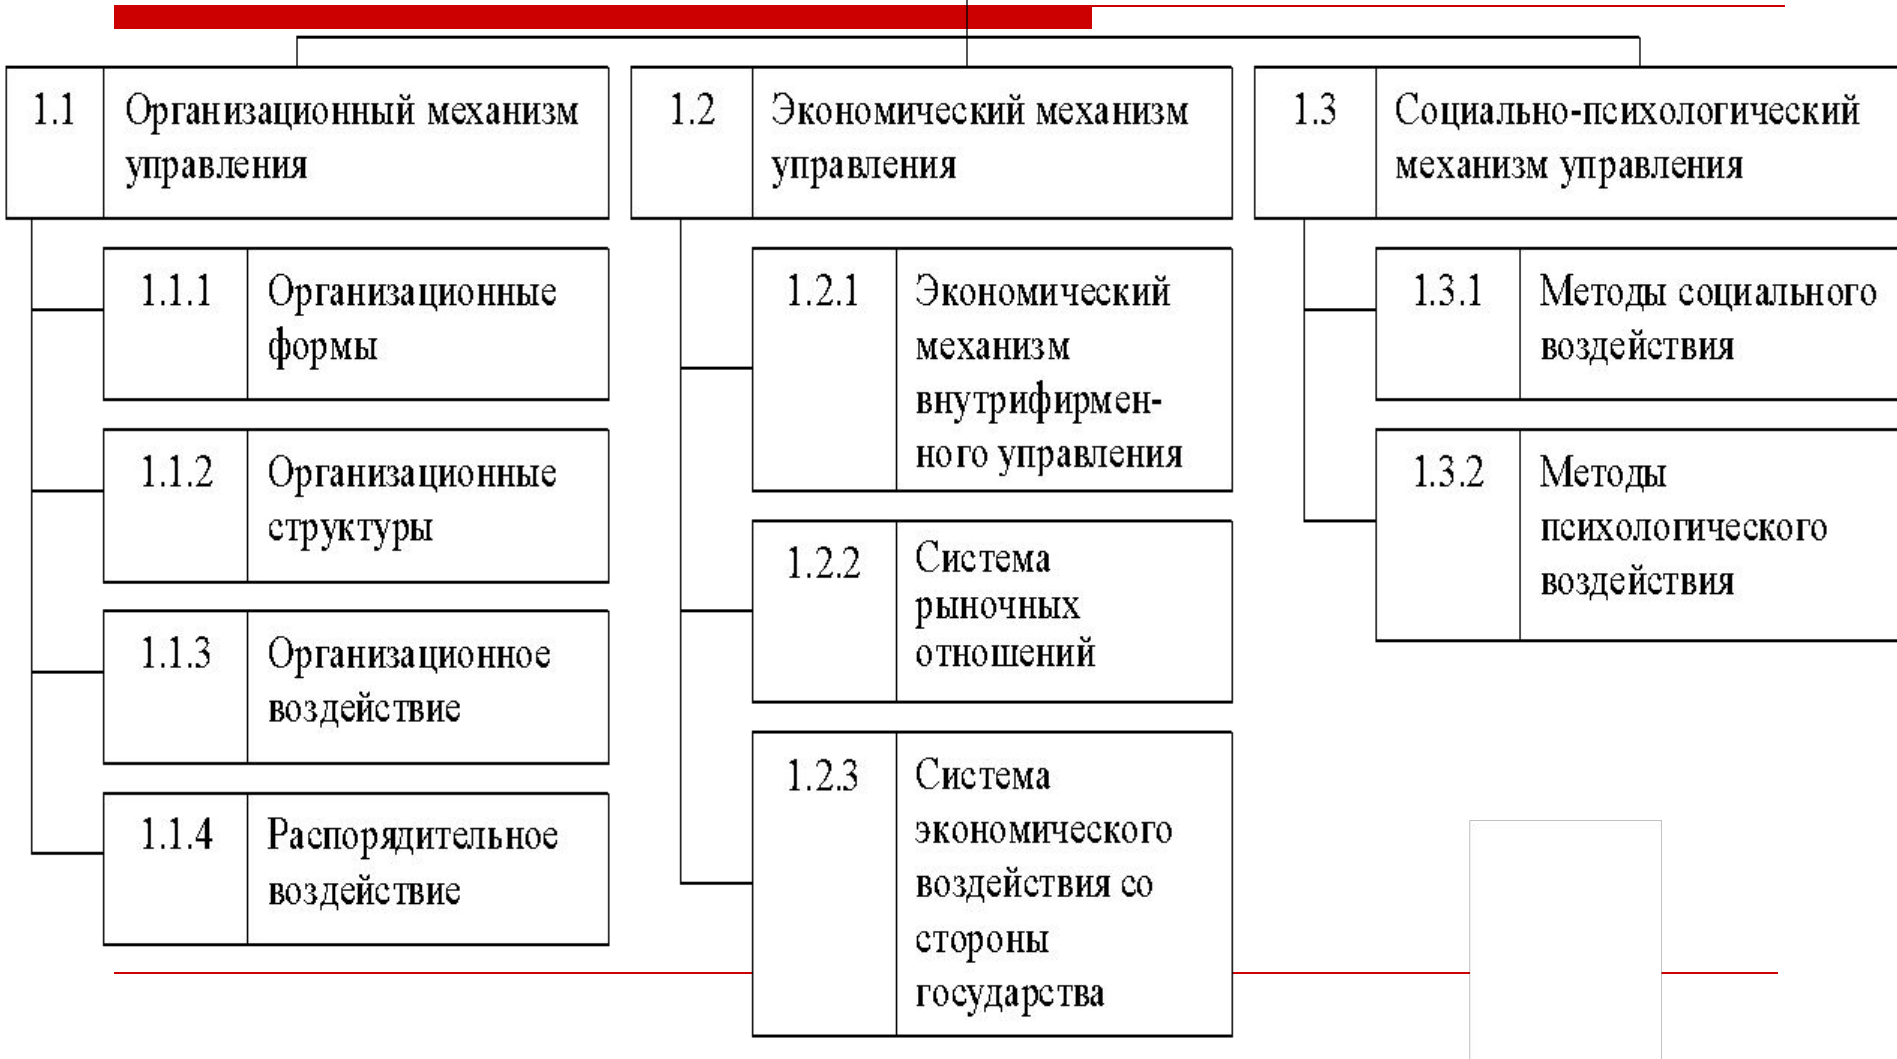 1.1
Организационный механизм
управления
1.1.1
Организационные
формы
1.1.2
Организационные
структуры
1.1.3
Организационное
воздействие
1.1.4
Распорядительное
воздействие
1.2
Экономический механизм
управления
1.2.1
Экономический
механизм
внутрифирмен-
ного управления
1.2.2
Система
рыночных
отношений
1.2.3
Система
экономического
воздействия со
стороны
государства
1.3
Социально-психологический
механизм управления
1.3.1
Методы социального
воздействия
1.3.2
Методы
психологического
воздействия